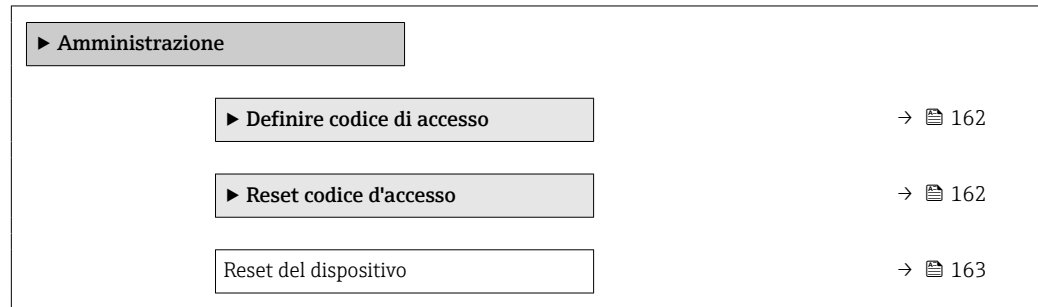 ▶ Amministrazione
▶ Definire codice di accesso → 🖹 162
▶ Reset codice d'accesso → 🖹 162
Reset del dispositivo → 🖹 163